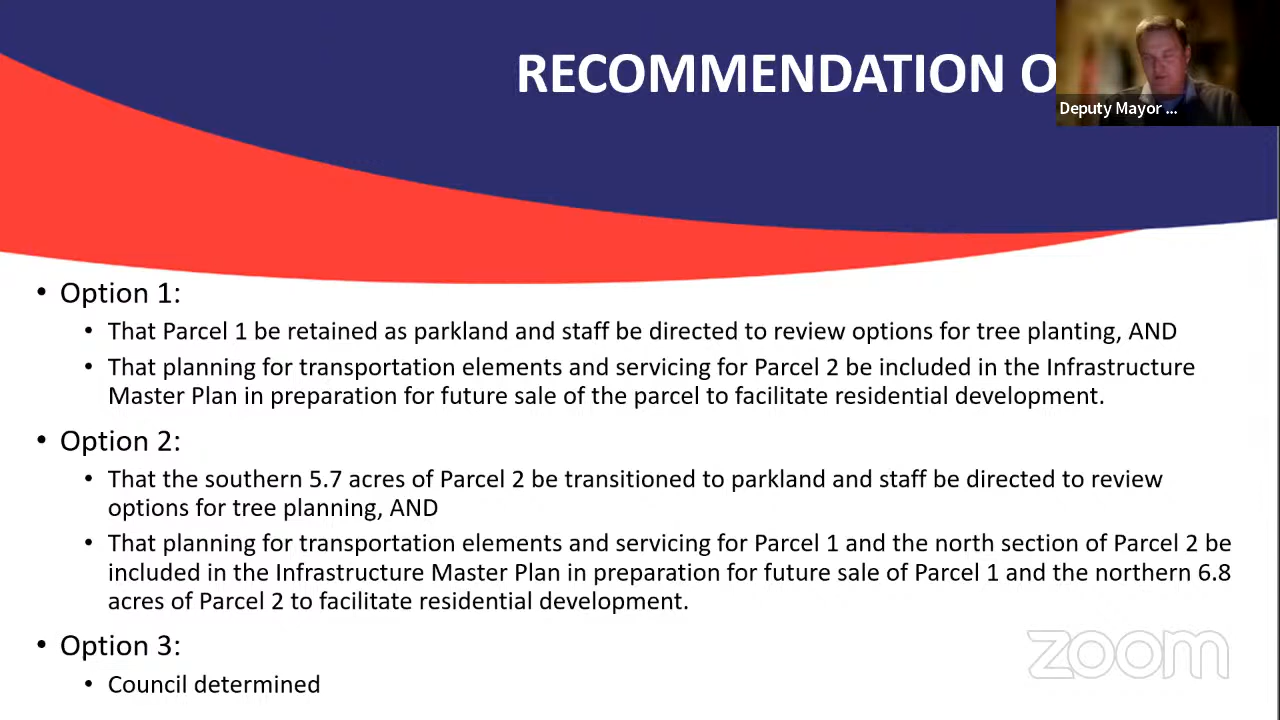 RECOMMENDATION O
Deputy Mayor ...
• Option 1:
• That Parcel 1 be retained as parkland and staff be directed to review options for tree planting, AND
• That planning for transportation elements and servicing for Parcel 2 be included in the Infrastructure
Master Plan in preparation for future sale of the parcel to facilitate residential development.
• Option 2:
• That the southern 5.7 acres of Parcel 2 be transitioned to parkland and staff be directed to review
options for tree planning, AND
• That planning for transportation elements and servicing for Parcel 1 and the north section of Parcel 2 be
included in the Infrastructure Master Plan in preparation for future sale of Parcel 1 and the northern 6.8
acres of Parcel 2 to facilitate residential development.
• Option 3:
• Council determined
zoom